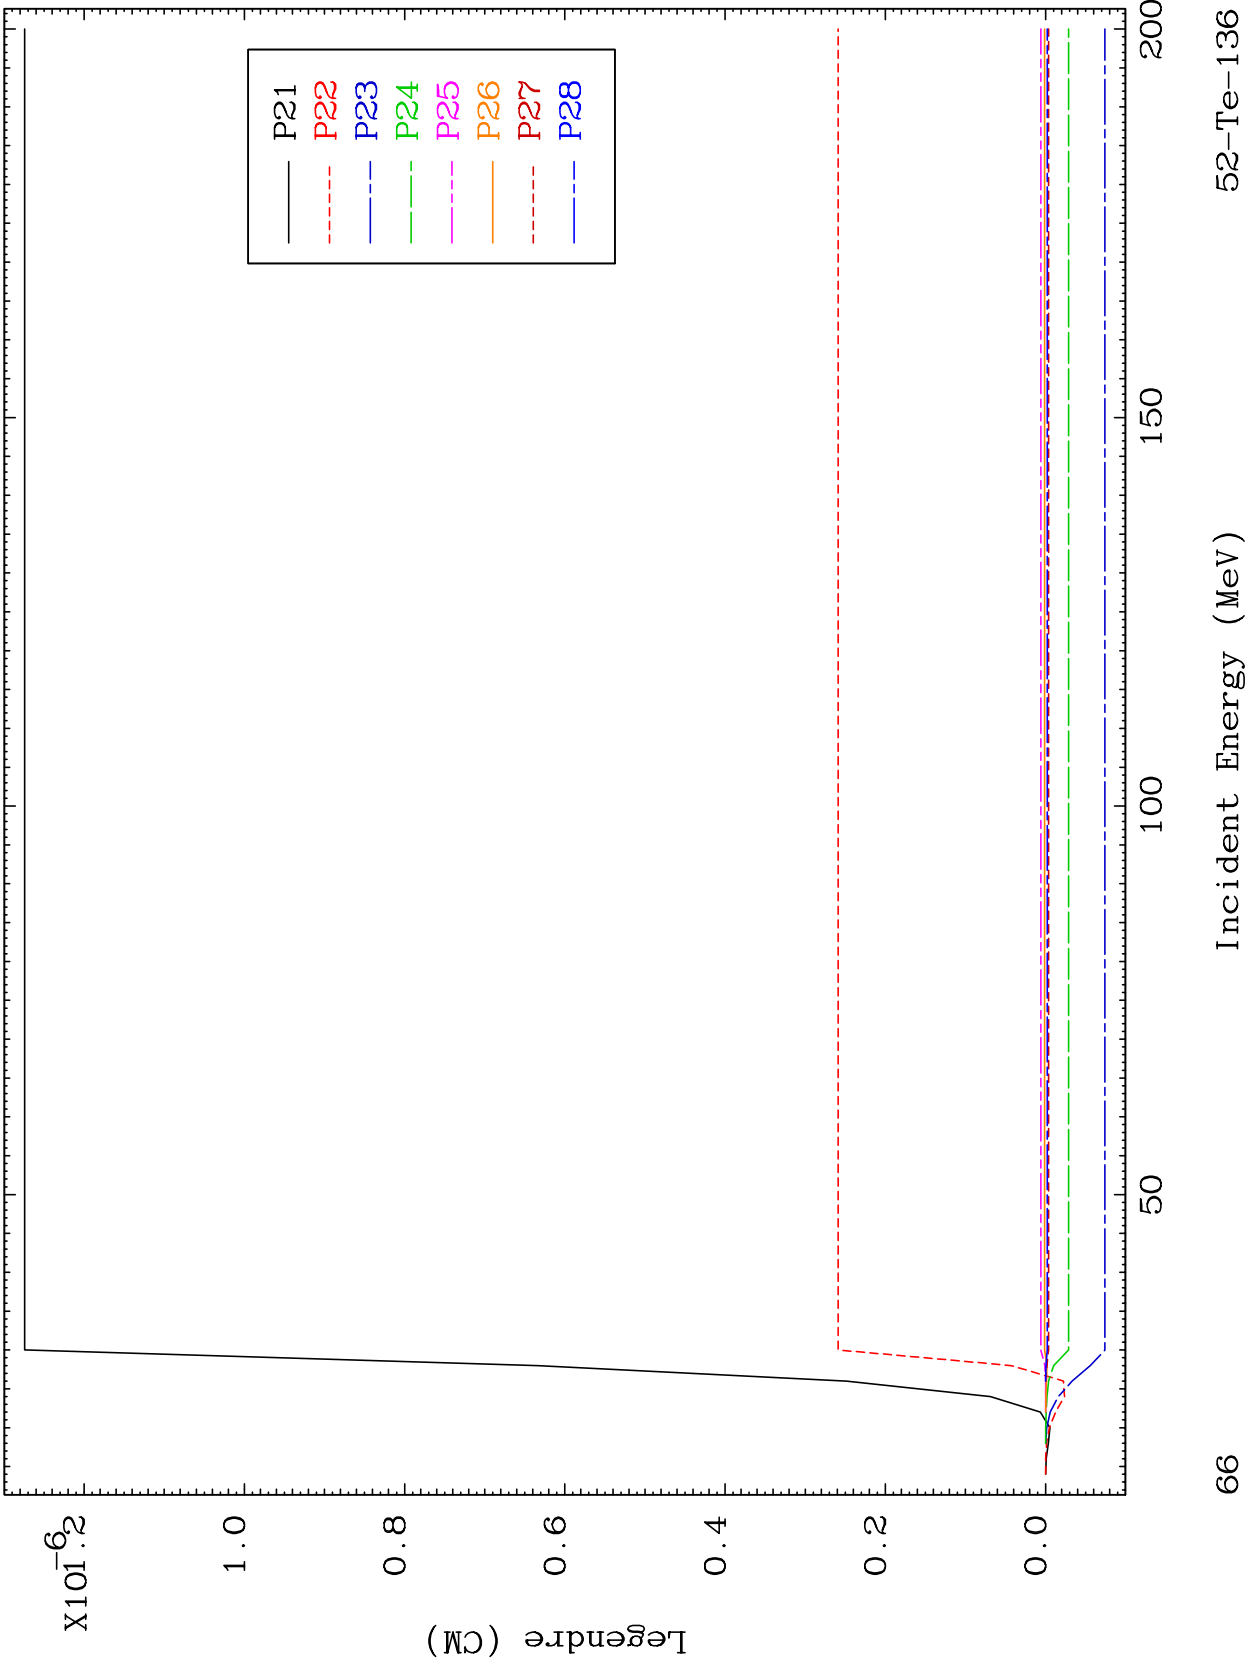 X10-6
1.2
1.0
0.8
0.6
0.4
0.2
0.0
Legendre (CM)
P21
P22
P23
P24
P25
P26
P27
P28
50
100
150
200
66
Incident Energy (MeV)
52-Te-136